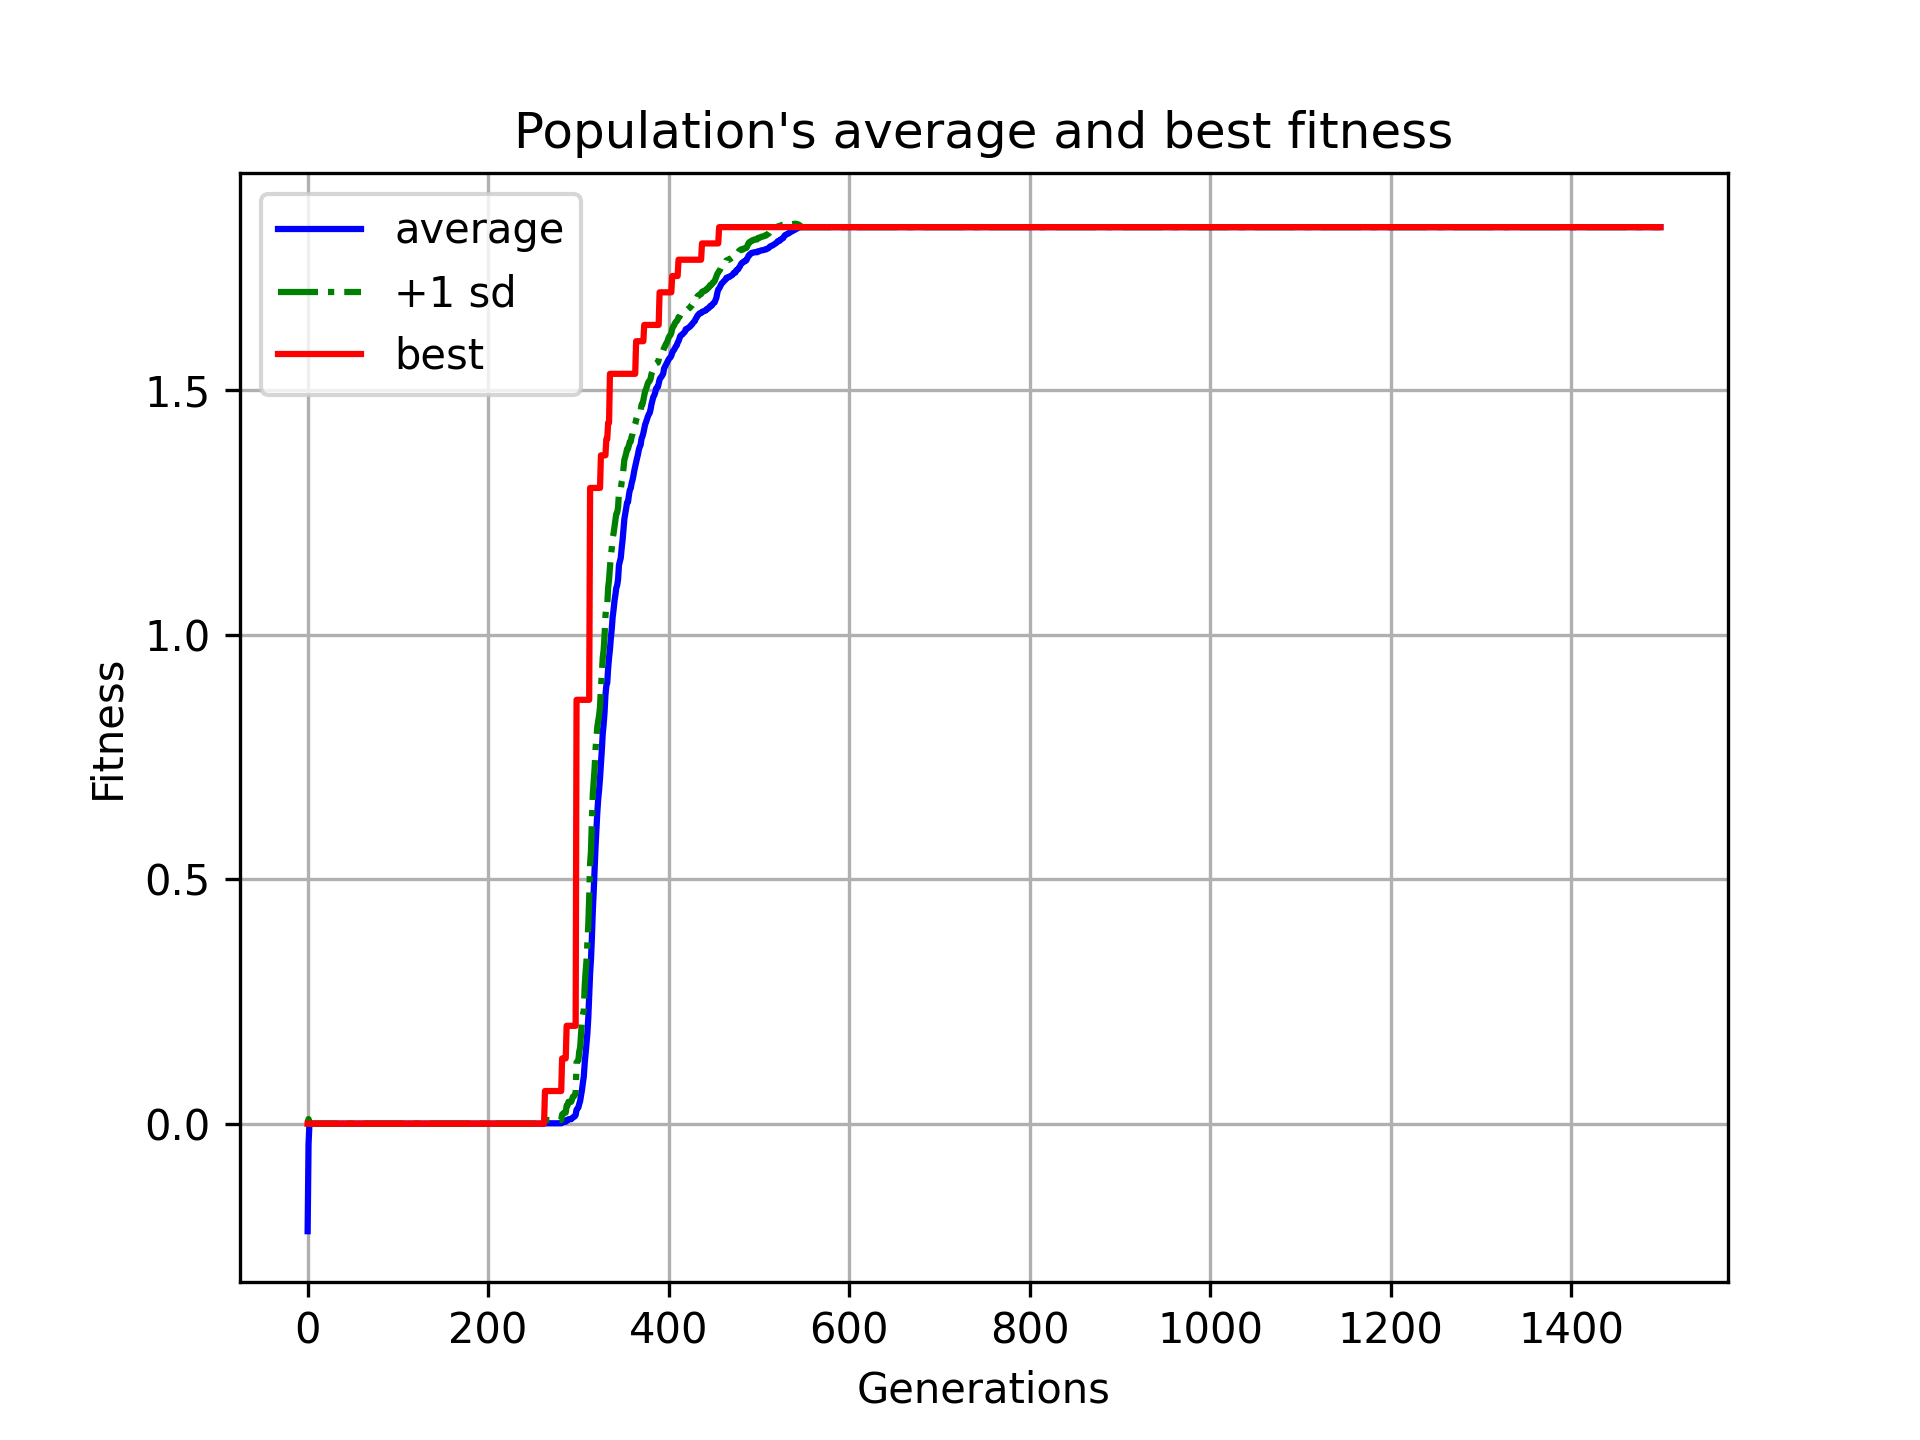 Population's average and best fitness
average
+1 sd
best
1.5
1.0
0.5
0.0
Fitness
0 200 400 600 800 1000 1200 1400
Generations